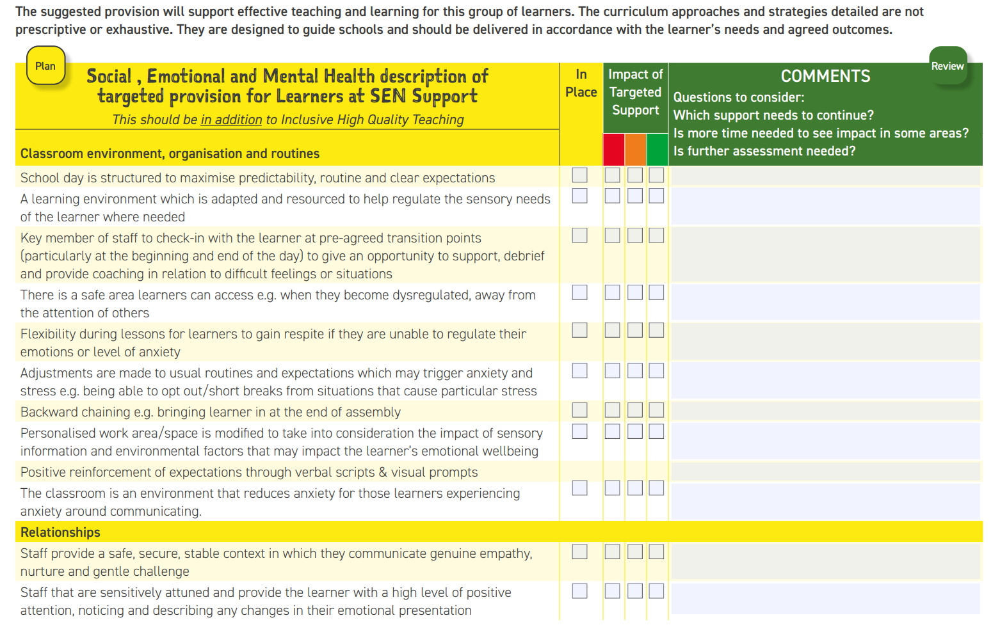 The suggested provision will support effective teaching and learning for this group of learners. The curriculum approaches and strategies detailed are not
prescriptive or exhaustive. They are designed to guide schools and should be delivered in accordance with the learner's needs and agreed outcomes.
Plan
Social , Emotional and Mental Health description of
targeted provision for Learners at SEN Support
This should be in addition to Inclusive High Quality Teaching
Classroom environment, organisation and routines
In
Place
Impact of
Targeted
Support
Review
COMMENTS
Questions to consider:
Which support needs to continue?
Is more time needed to see impact in some areas?
Is further assessment needed?
School day is structured to maximise predictability, routine and clear expectations
A learning environment which is adapted and resourced to help regulate the sensory needs
of the learner where needed
Key member of staff to check-in with the learner at pre-agreed transition points
(particularly at the beginning and end of the day) to give an opportunity to support, debrief
and provide coaching in relation to difficult feelings or situations
There is a safe area learners can access e.g. when they become dysregulated, away from
the attention of others
Flexibility during lessons for learners to gain respite if they are unable to regulate their
emotions or level of anxiety
Adjustments are made to usual routines and expectations which may trigger anxiety and
stress e.g. being able to opt out/short breaks from situations that cause particular stress
Backward chaining e.g. bringing learner in at the end of assembly
Personalised work area/space is modified to take into consideration the impact of sensory
information and environmental factors that may impact the learner's emotional wellbeing
Positive reinforcement of expectations through verbal scripts & visual prompts
The classroom is an environment that reduces anxiety for those learners experiencing
anxiety around communicating.
Relationships
Staff provide a safe, secure, stable context in which they communicate genuine empathy,
nurture and gentle challenge
Staff that are sensitively attuned and provide the learner with a high level of positive
attention, noticing and describing any changes in their emotional presentation